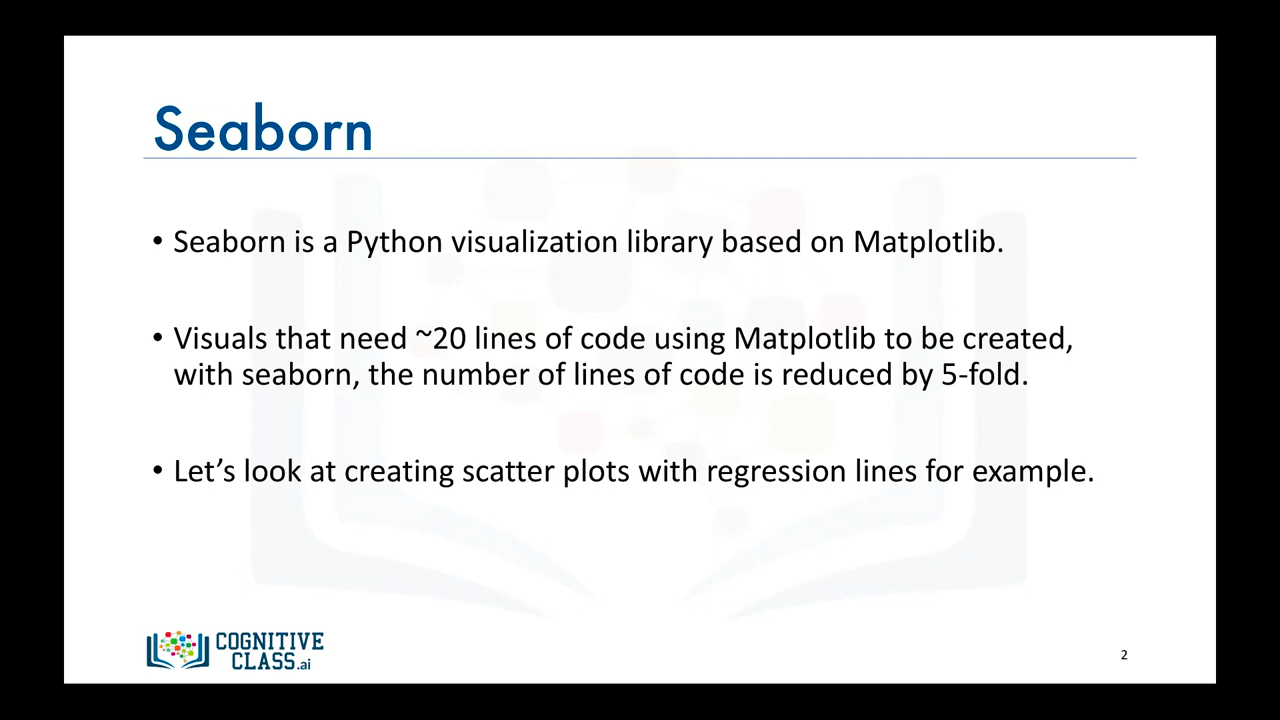 Seaborn
• Seaborn is a Python visualization library based on Matplotlib.
• Visuals that need ~20 lines of code using Matplotlib to be created,
with seaborn, the number of lines of code is reduced by 5-fold.
• Let’s look at creating scatter plots with regression lines for example.
COGNITIVE
CLASS.ai
2